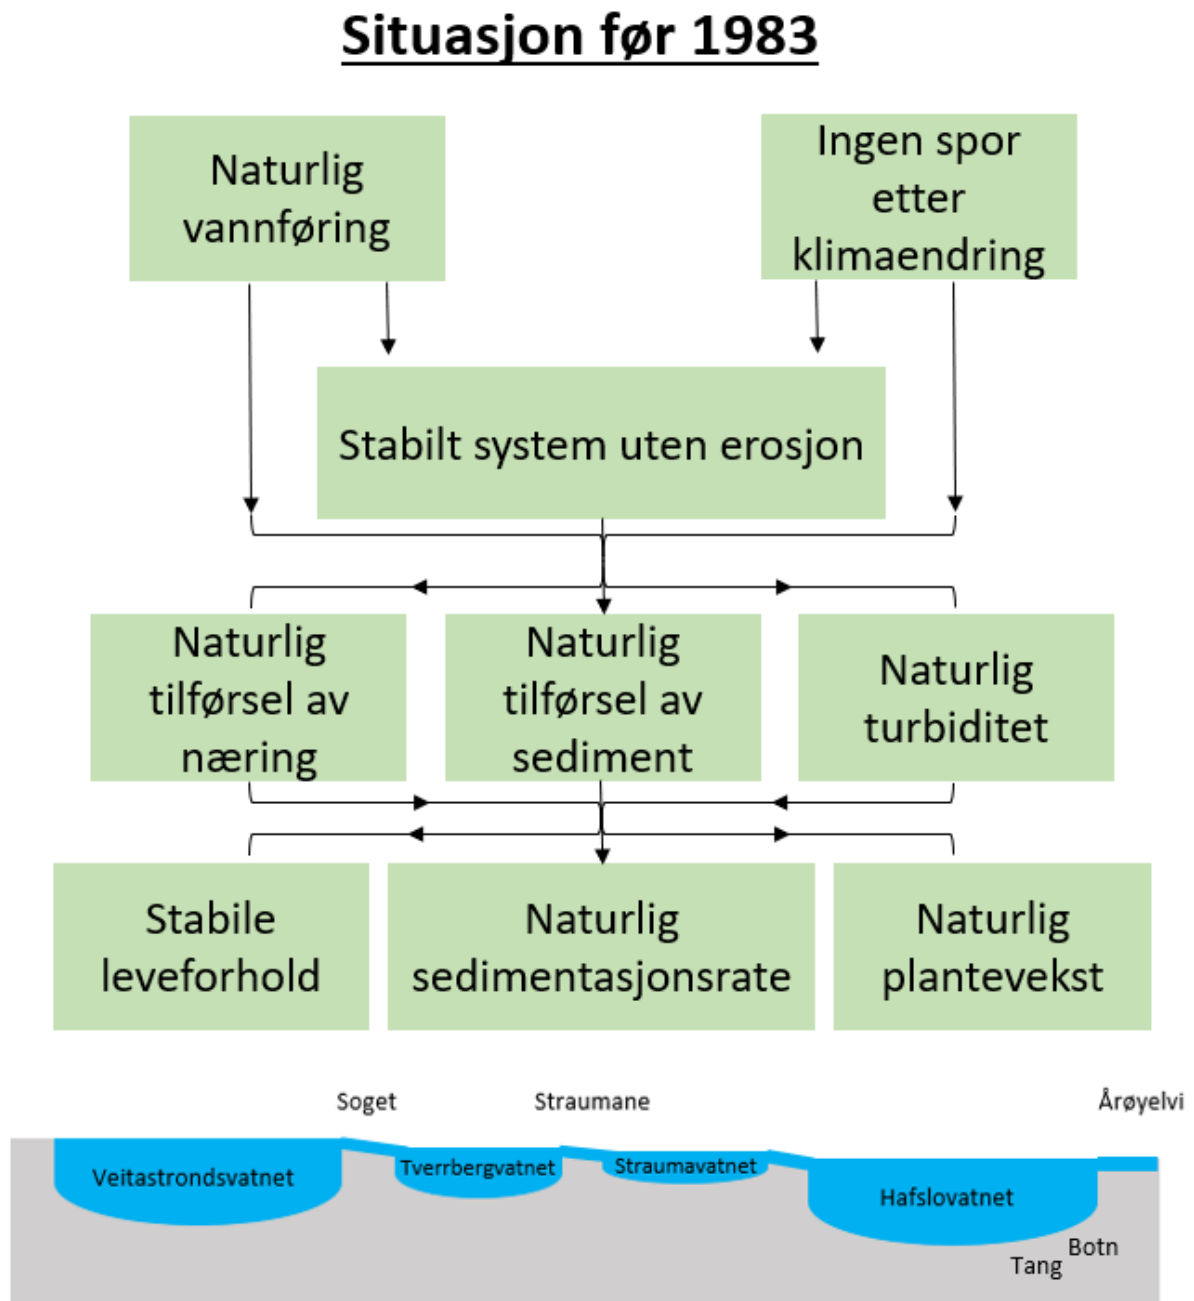 Situasjon før 1983
Naturlig
vannføring
Ingen spor
etter
klimaendring
Stabilt system uten erosjon
Naturlig
tilførsel av
næring
Naturlig
tilførsel av
sediment
Naturlig
turbiditet
Stabile
leveforhold
Naturlig
sedimentasjonsrate
Naturlig
plantevekst
Soget
Straumane
Årøyelvi
Veitastrondsvatnet
Tverrbergvatnet
Straumavatnet
Hafslovatnet
Botn
Tang